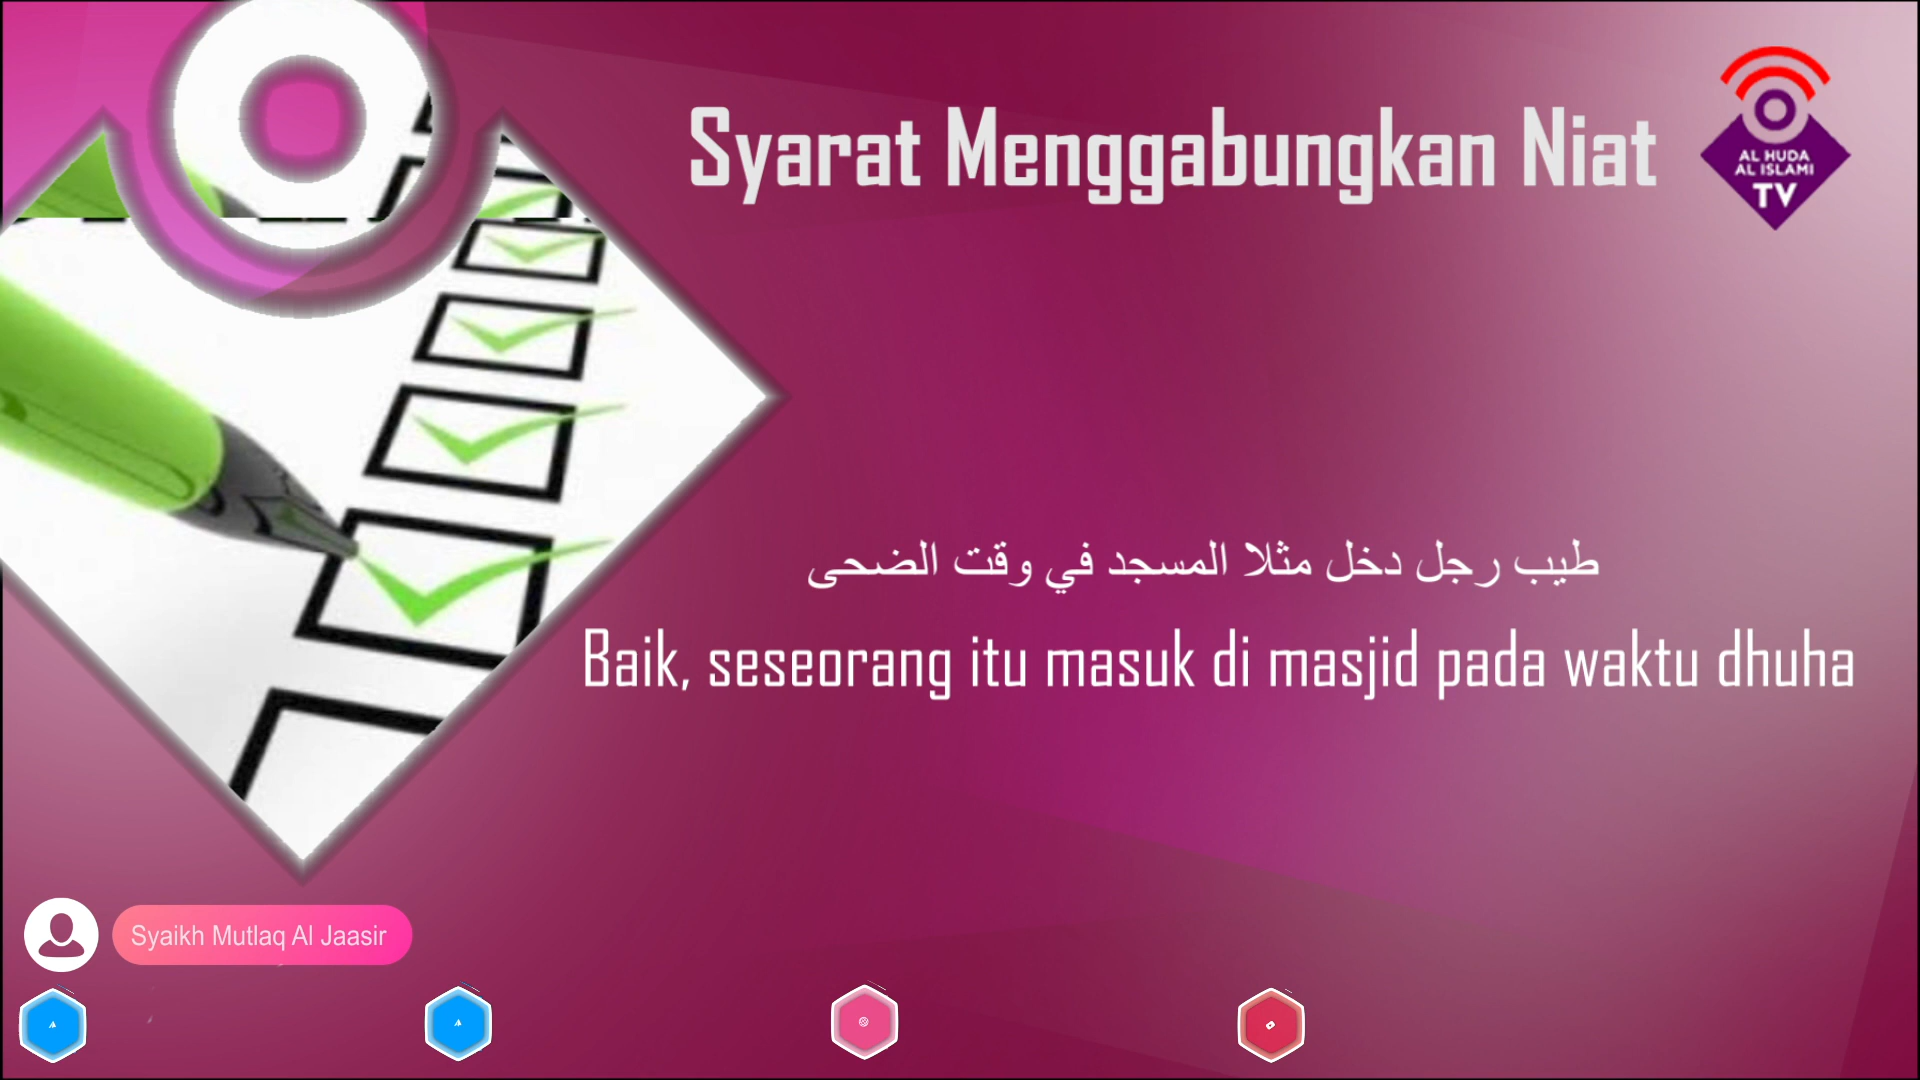 Syarat Menggabungkan Niat
AL HUDA
AL ISLAMI
TV
طيب رجل دخل مثلا المسجد في وقت الضحى
Baik, seseorang itu masuk di masjid pada waktu dhuha
Syaikh Mutlaq Al Jaasir